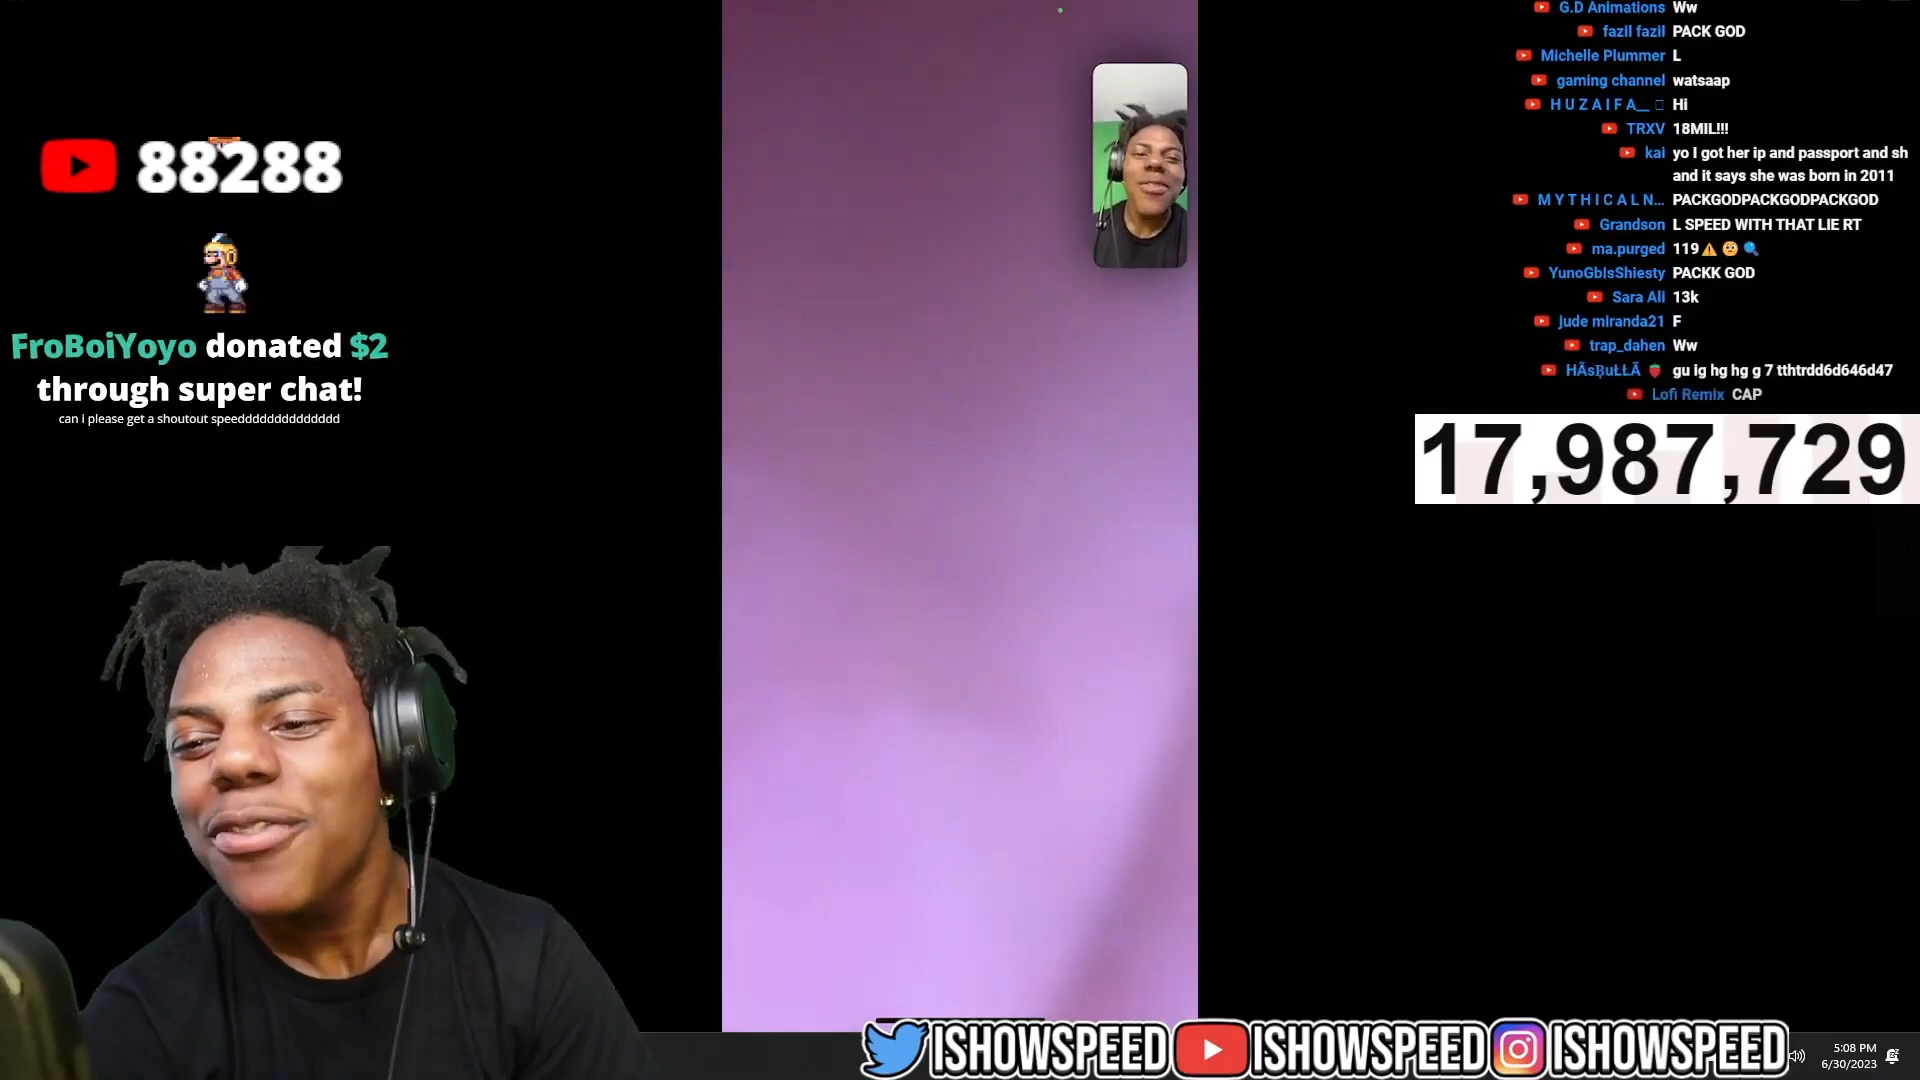 88288
FroBoiYoyo donated $2
through super chat!
can i please get a shoutout speeddddddddddddddd
G.D Animations Ww
fazil fazil PACK GOD
Michelle Plummer L
gaming channel watsaap
H U Z A I F A__ Hi
TRXV 18MIL!!!
kai yo I got her ip and passport and sh
and it says she was born in 2011
M Y T H I C A L N... PACKGODPACKGODPACKGOD
Grandson L SPEED WITH THAT LIE RT
ma.purged 119⚠️😳🔍
YunoGblsShiesty PACKK GOD
Sara Ali 13k
jude miranda21 F
trap_dahen Ww
HÃsƁuŁŁÃ 🍓 gu ig hg hg g 7 tthtrdd6d646d47
Lofi Remix CAP
17,987,729
ISHOWSPEED ISHOWSPEED ISHOWSPEED
5:08 PM
6/30/2023